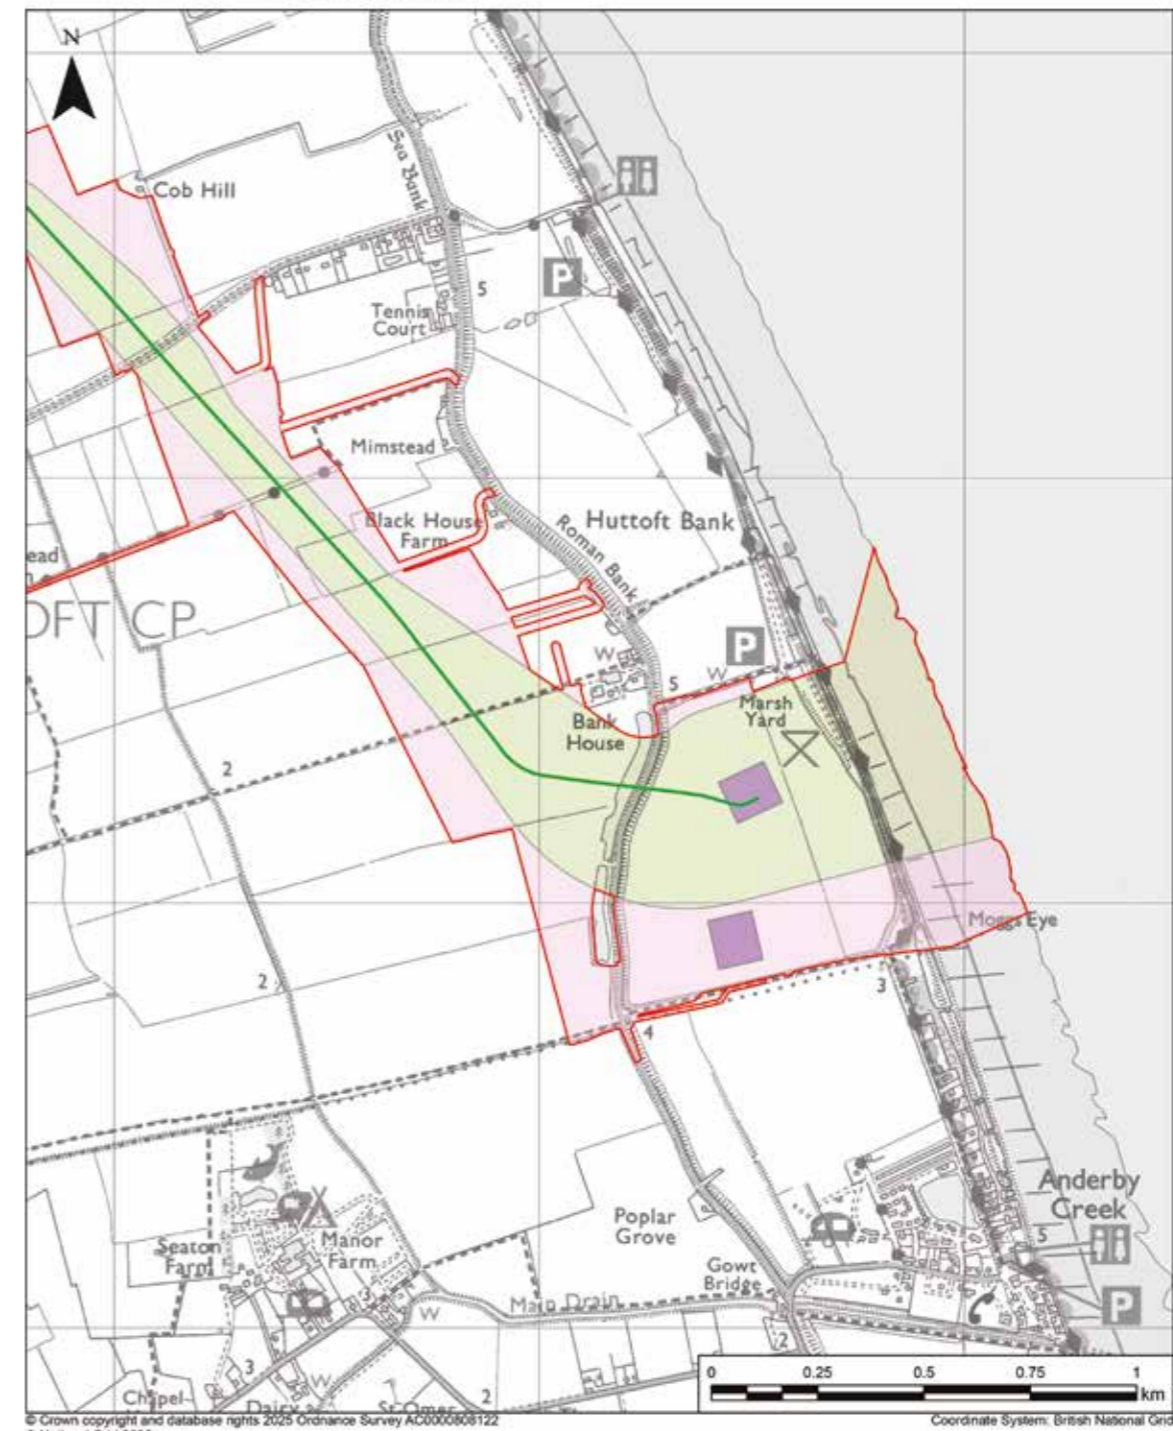 N
Cob Hill
Sea Bank
5
P
Tennis
Court
Mimstead
Black House
Farm
Roman Bank
Huttoft Bank
ead
OFT CP
W
P
5
W
Marsh
Yard
Bank
House
2
Moggs Eye
2
3
4
Anderby
Creek
Poplar
Grove
Seaton
Farm
Manor
Farm
5
Gowt
Bridge
P
3
W
Main Drain
2
3
W
2
Chapel
Dairy
St Omer
0 0.25 0.5 0.75 1
km
© Crown copyright and database rights 2025 Ordnance Survey AC0000808122
Coordinate System: British National Grid